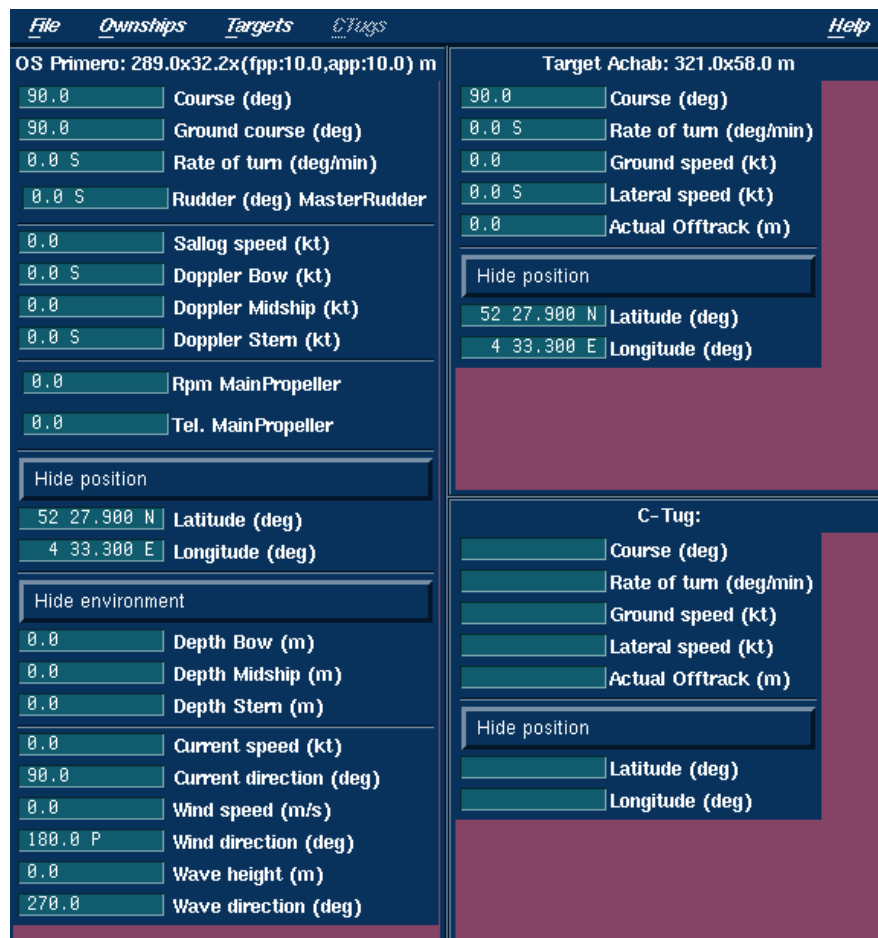 File Ownships Targets CTugs Help
OS Primero: 289.0x32.2x(fpp:10.0,app:10.0) m
90.0 Course (deg)
90.0 Ground course (deg)
0.0 S Rate of turn (deg/min)
0.0 S Rudder (deg) MasterRudder
0.0 Sallog speed (kt)
0.0 S Doppler Bow (kt)
0.0 Doppler Midship (kt)
0.0 S Doppler Stern (kt)
0.0 Rpm MainPropeller
0.0 Tel. MainPropeller
Hide position
52 27.900 N Latitude (deg)
4 33.300 E Longitude (deg)
Hide environment
0.0 Depth Bow (m)
0.0 Depth Midship (m)
0.0 Depth Stern (m)
0.0 Current speed (kt)
90.0 Current direction (deg)
0.0 Wind speed (m/s)
180.0 P Wind direction (deg)
0.0 Wave height (m)
270.0 Wave direction (deg)
Target Achab: 321.0x58.0 m
90.0 Course (deg)
0.0 S Rate of turn (deg/min)
0.0 Ground speed (kt)
0.0 S Lateral speed (kt)
0.0 Actual Offtrack (m)
Hide position
52 27.900 N Latitude (deg)
4 33.300 E Longitude (deg)
C-Tug:
Course (deg)
Rate of turn (deg/min)
Ground speed (kt)
Lateral speed (kt)
Actual Offtrack (m)
Hide position
Latitude (deg)
Longitude (deg)